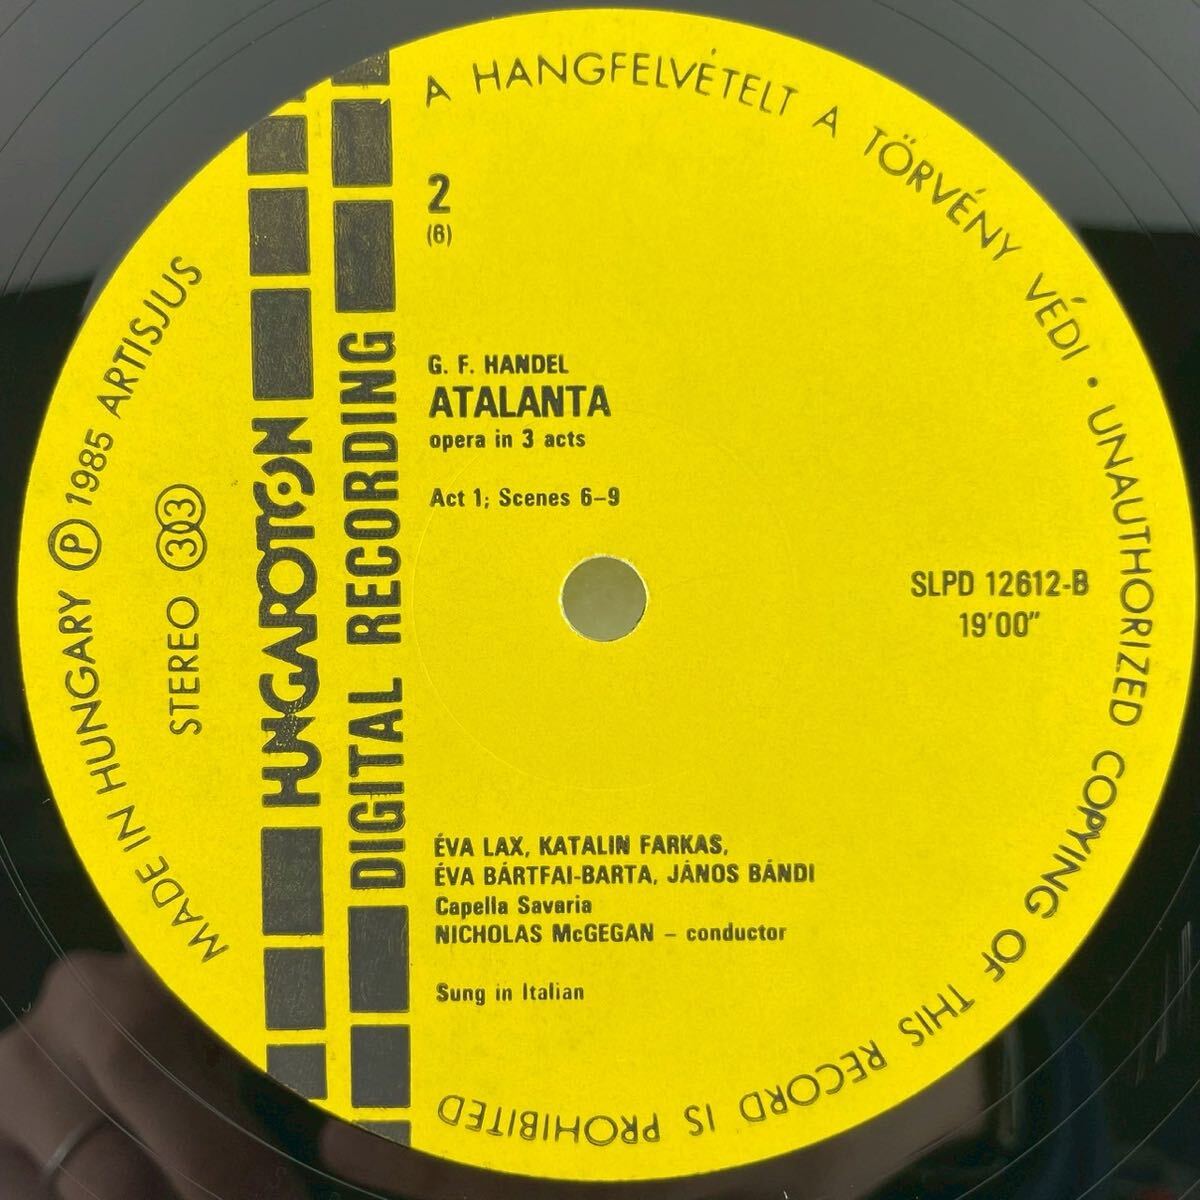 A HANGFELVÉTELT A TÖRVÉNY VÉDI • UNAUTHORIZED COPYING OF THIS RECORD IS PROHIBITED
MADE IN HUNGARY Ⓟ 1985 ARTISJUS
STEREO 33
HUNGAROTON
DIGITAL RECORDING
2
(6)
G. F. HANDEL
ATALANTA
opera in 3 acts
Act 1; Scenes 6–9
SLPD 12612-B
19'00"
ÉVA LAX, KATALIN FARKAS,
ÉVA BÁRTFAI-BARTA, JÁNOS BÁNDI
Capella Savaria
NICHOLAS McGEGAN – conductor
Sung in Italian